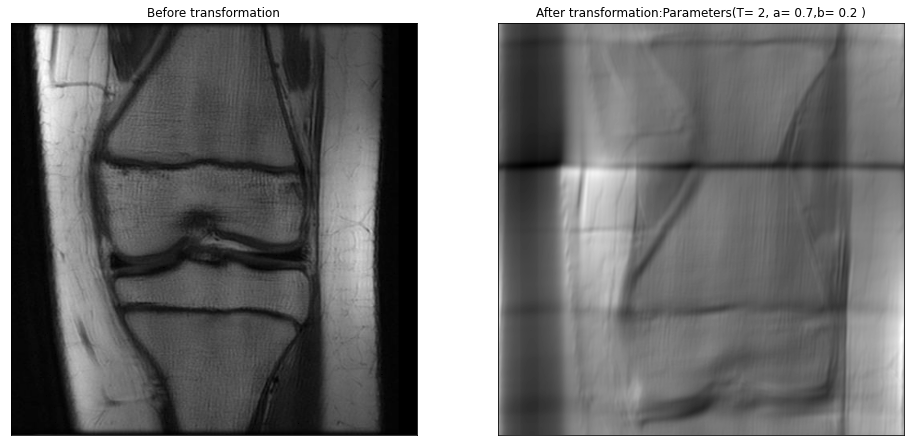 Before transformation
After transformation:Parameters(T= 2, a= 0.7,b= 0.2 )